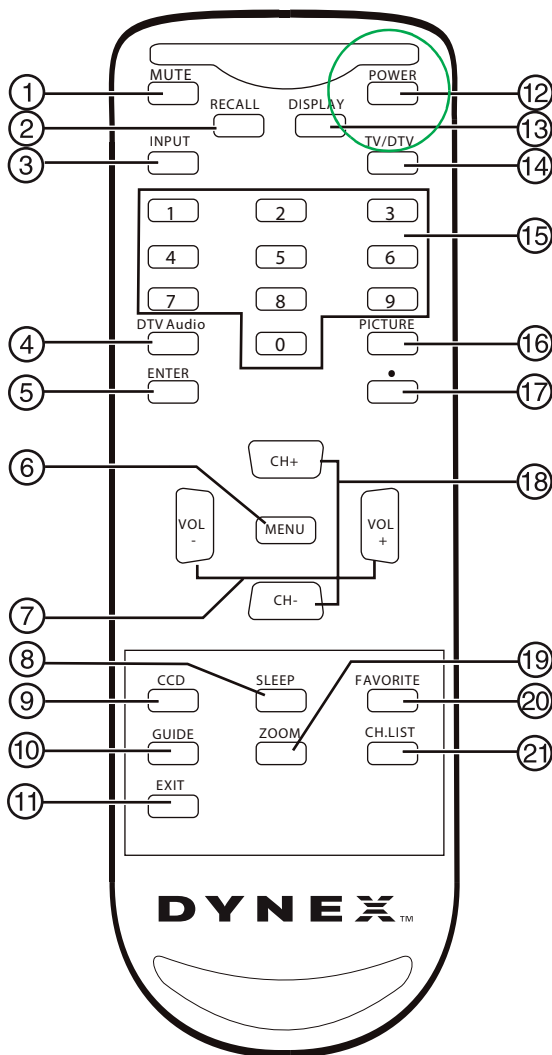 MUTE POWER
1 12
RECALL DISPLAY
2 13
INPUT TV/DTV
3 14
1 2 3
15
4 5 6
7 8 9
DTV Audio 0 PICTURE
4 16
ENTER •
5 17
CH+
6 18
VOL - MENU VOL +
CH-
7
8 19
CCD SLEEP FAVORITE
9 20
GUIDE ZOOM CH.LIST
10 21
EXIT
11
DYNEX™